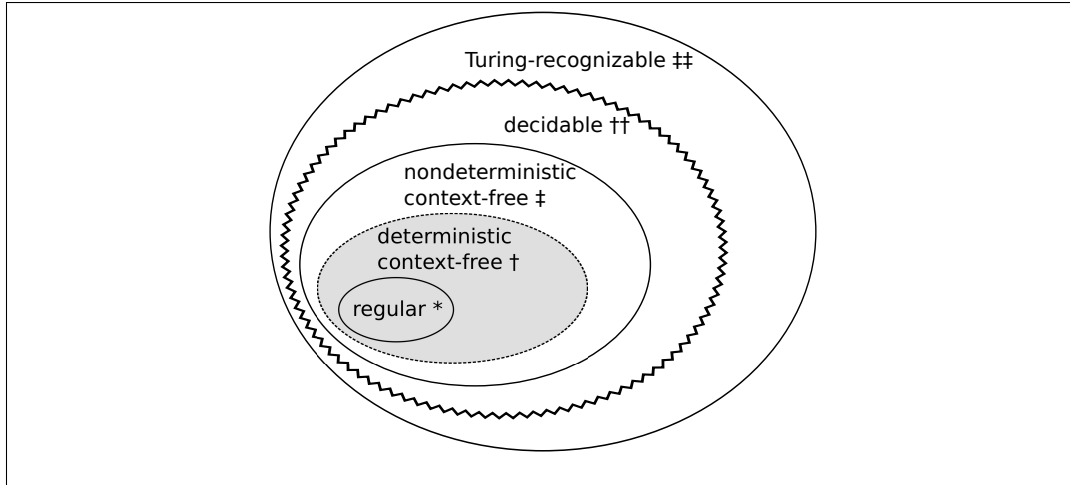 Turing-recognizable ‡‡
decidable ††
nondeterministic
context-free ‡
deterministic
context-free †
regular *